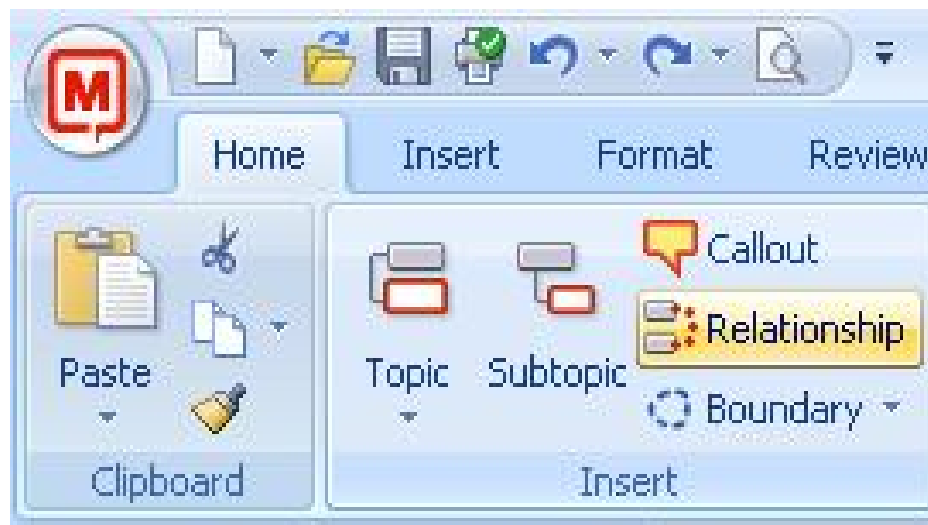 M
Home Insert Format Review
Callout
Relationship
Paste Topic Subtopic
Boundary
Clipboard Insert